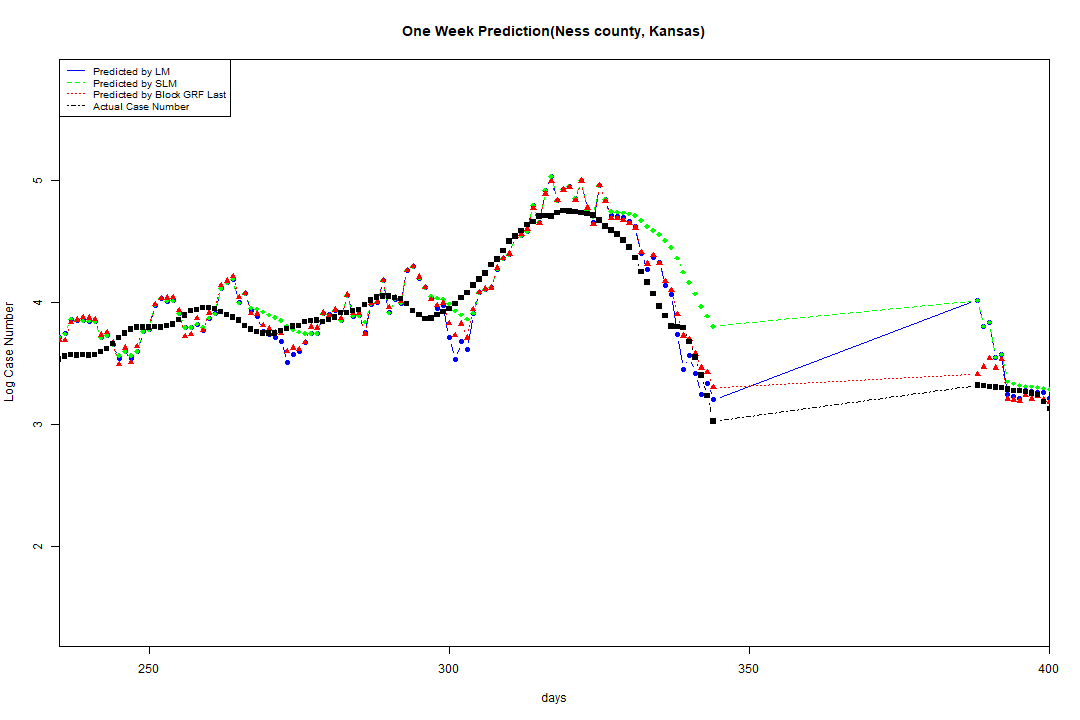 One Week Prediction(Ness county, Kansas)
Predicted by LM
Predicted by SLM
Predicted by Block GRF Last
Actual Case Number
Log Case Number
5
4
3
2
250
300
350
400
days